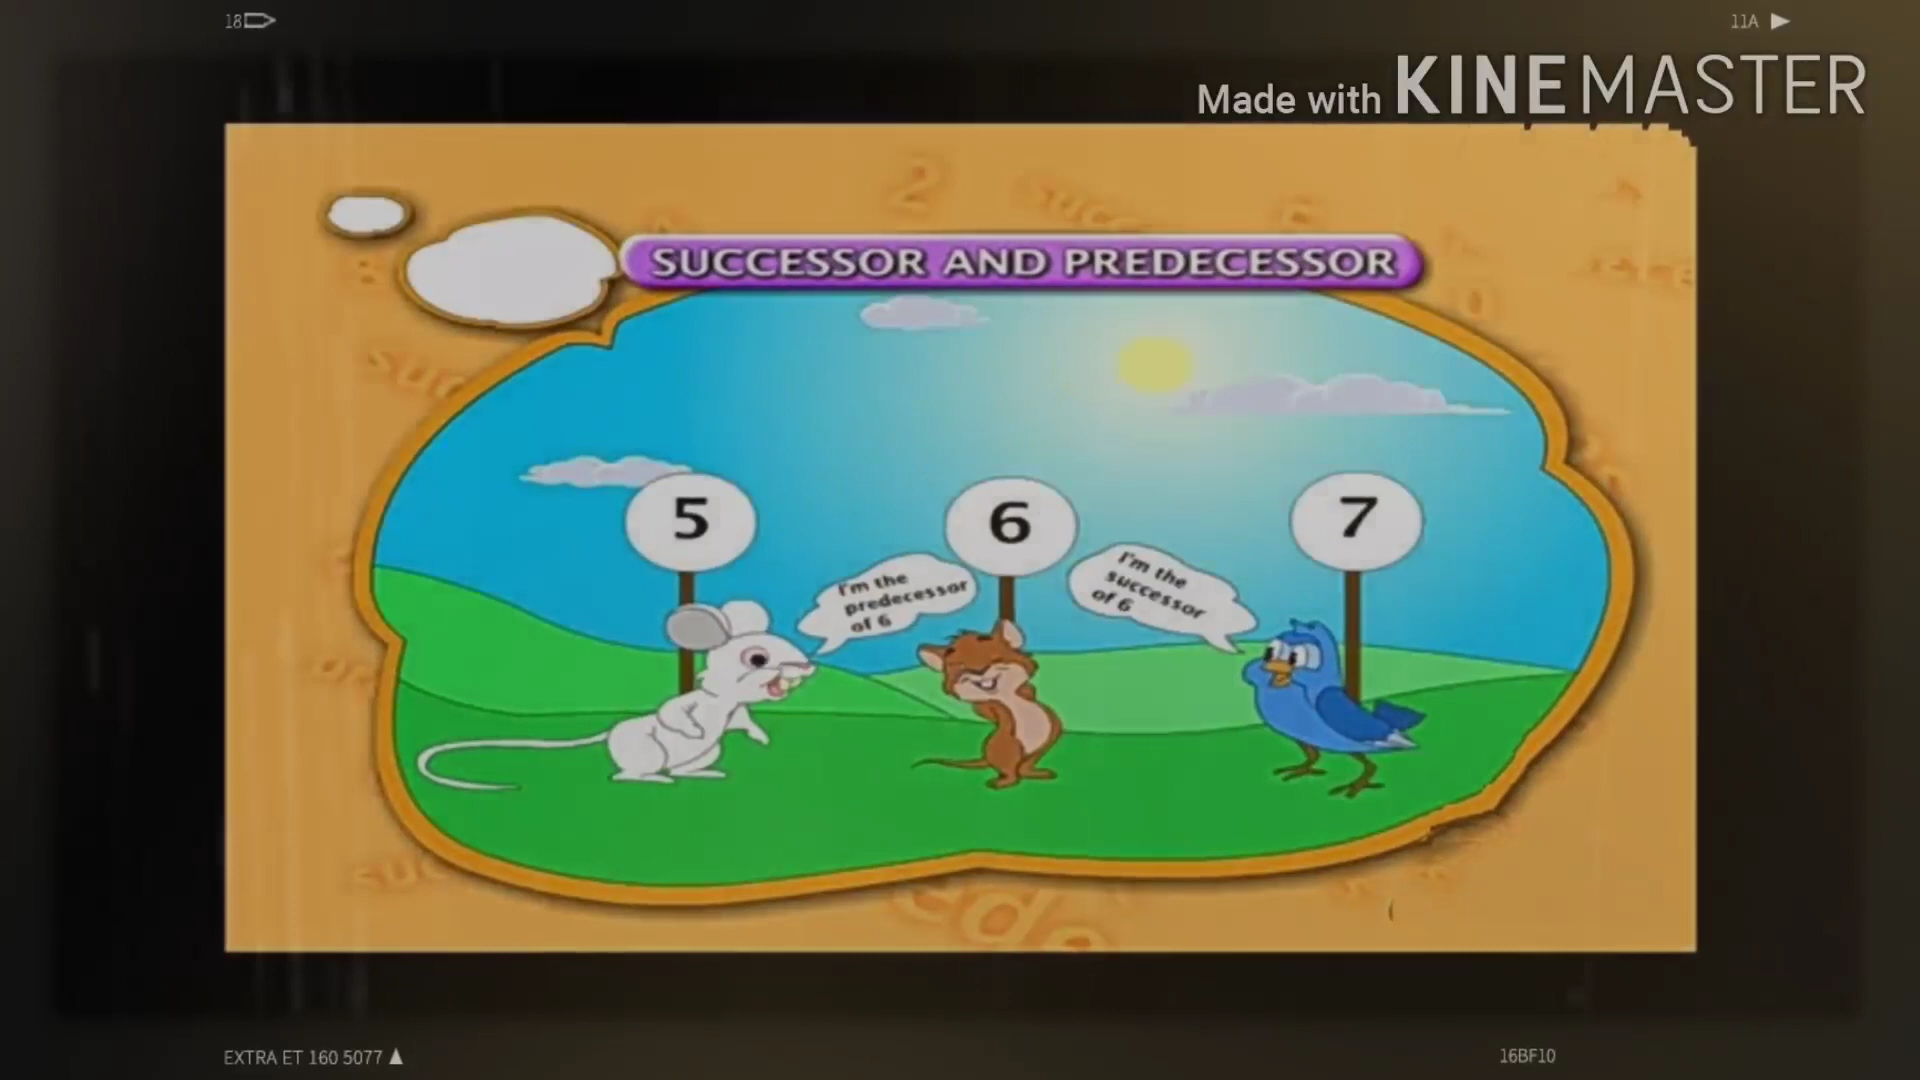 18
11A
Made with KINEMASTER
2
SUCCESSOR AND PREDECESSOR
5
6
7
I'm the
predecessor
of 6
I'm the
successor
of 6
EXTRA ET 160 5077
16BF10